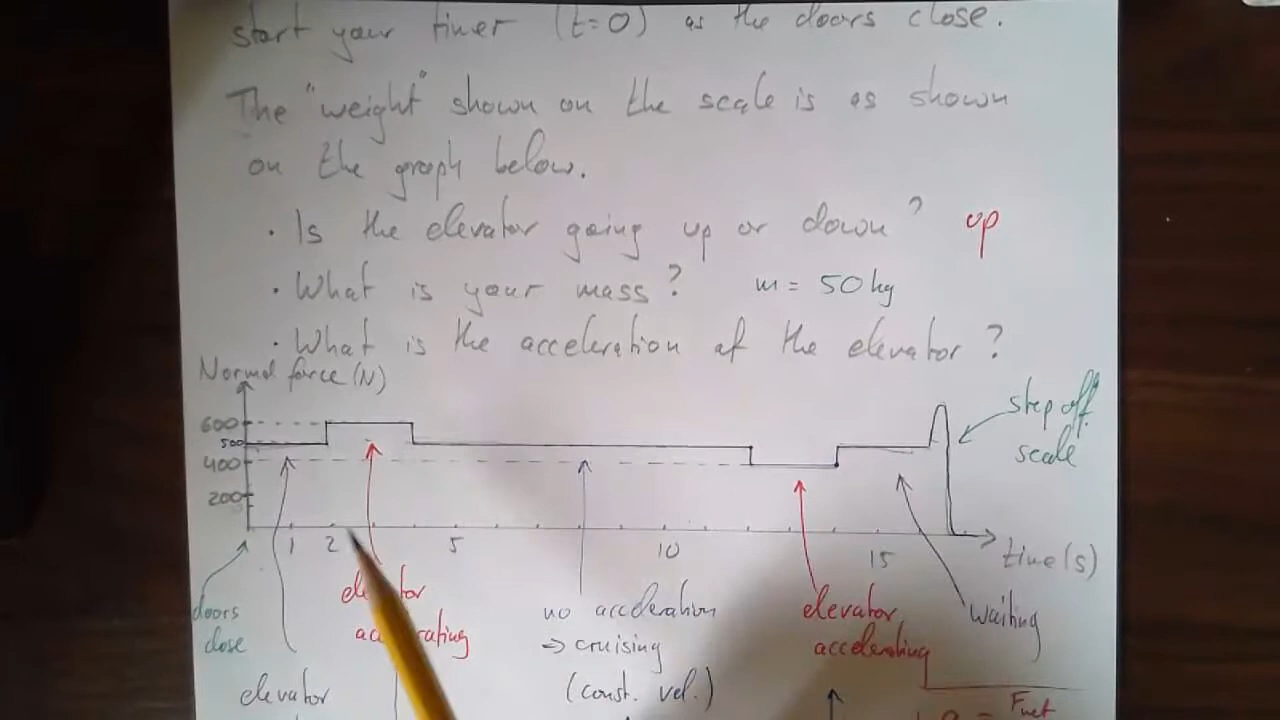 start your timer (t=0) as the doors close.
The "weight" shown on the scale is as shown
on the graph below.
· Is the elevator going up or down? up
· What is your mass? m = 50 kg
· What is the acceleration of the elevator?
Normal force (N)
step off
scale
600
500
400
200
1 2 5 10 15
time (s)
doors
close
elevator
accelerating
no acceleration
⇒ cruising
(const. vel.)
elevator
accelerating
waiting
elevator
a = Fnet